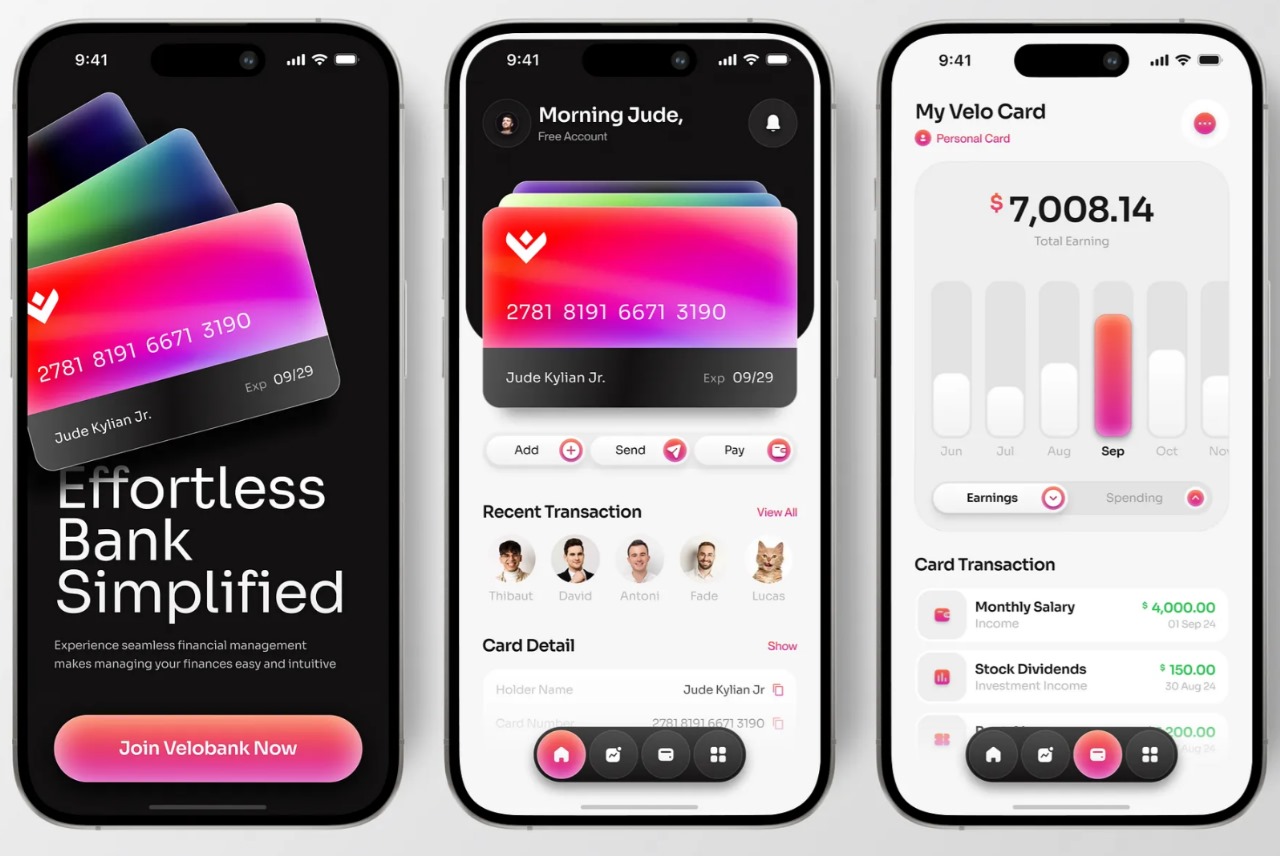 9:41
2781 8191 6671 3190
Exp 09/29
Jude Kylian Jr.
Effortless
Bank
Simplified
Experience seamless financial management
makes managing your finances easy and intuitive
Join Velobank Now
9:41
Morning Jude,
Free Account
2781 8191 6671 3190
Jude Kylian Jr.
Exp 09/29
Add
Send
Pay
Recent Transaction
View All
Thibaut
David
Antoni
Fade
Lucas
Card Detail
Show
Holder Name
Jude Kylian Jr
Card Number
2781 8191 6671 3190
9:41
My Velo Card
Personal Card
$ 7,008.14
Total Earning
Jun
Jul
Aug
Sep
Oct
Nov
Earnings
Spending
Card Transaction
Monthly Salary
$ 4,000.00
Income
01 Sep 24
Stock Dividends
$ 150.00
Investment Income
30 Aug 24
200.00
Aug 24